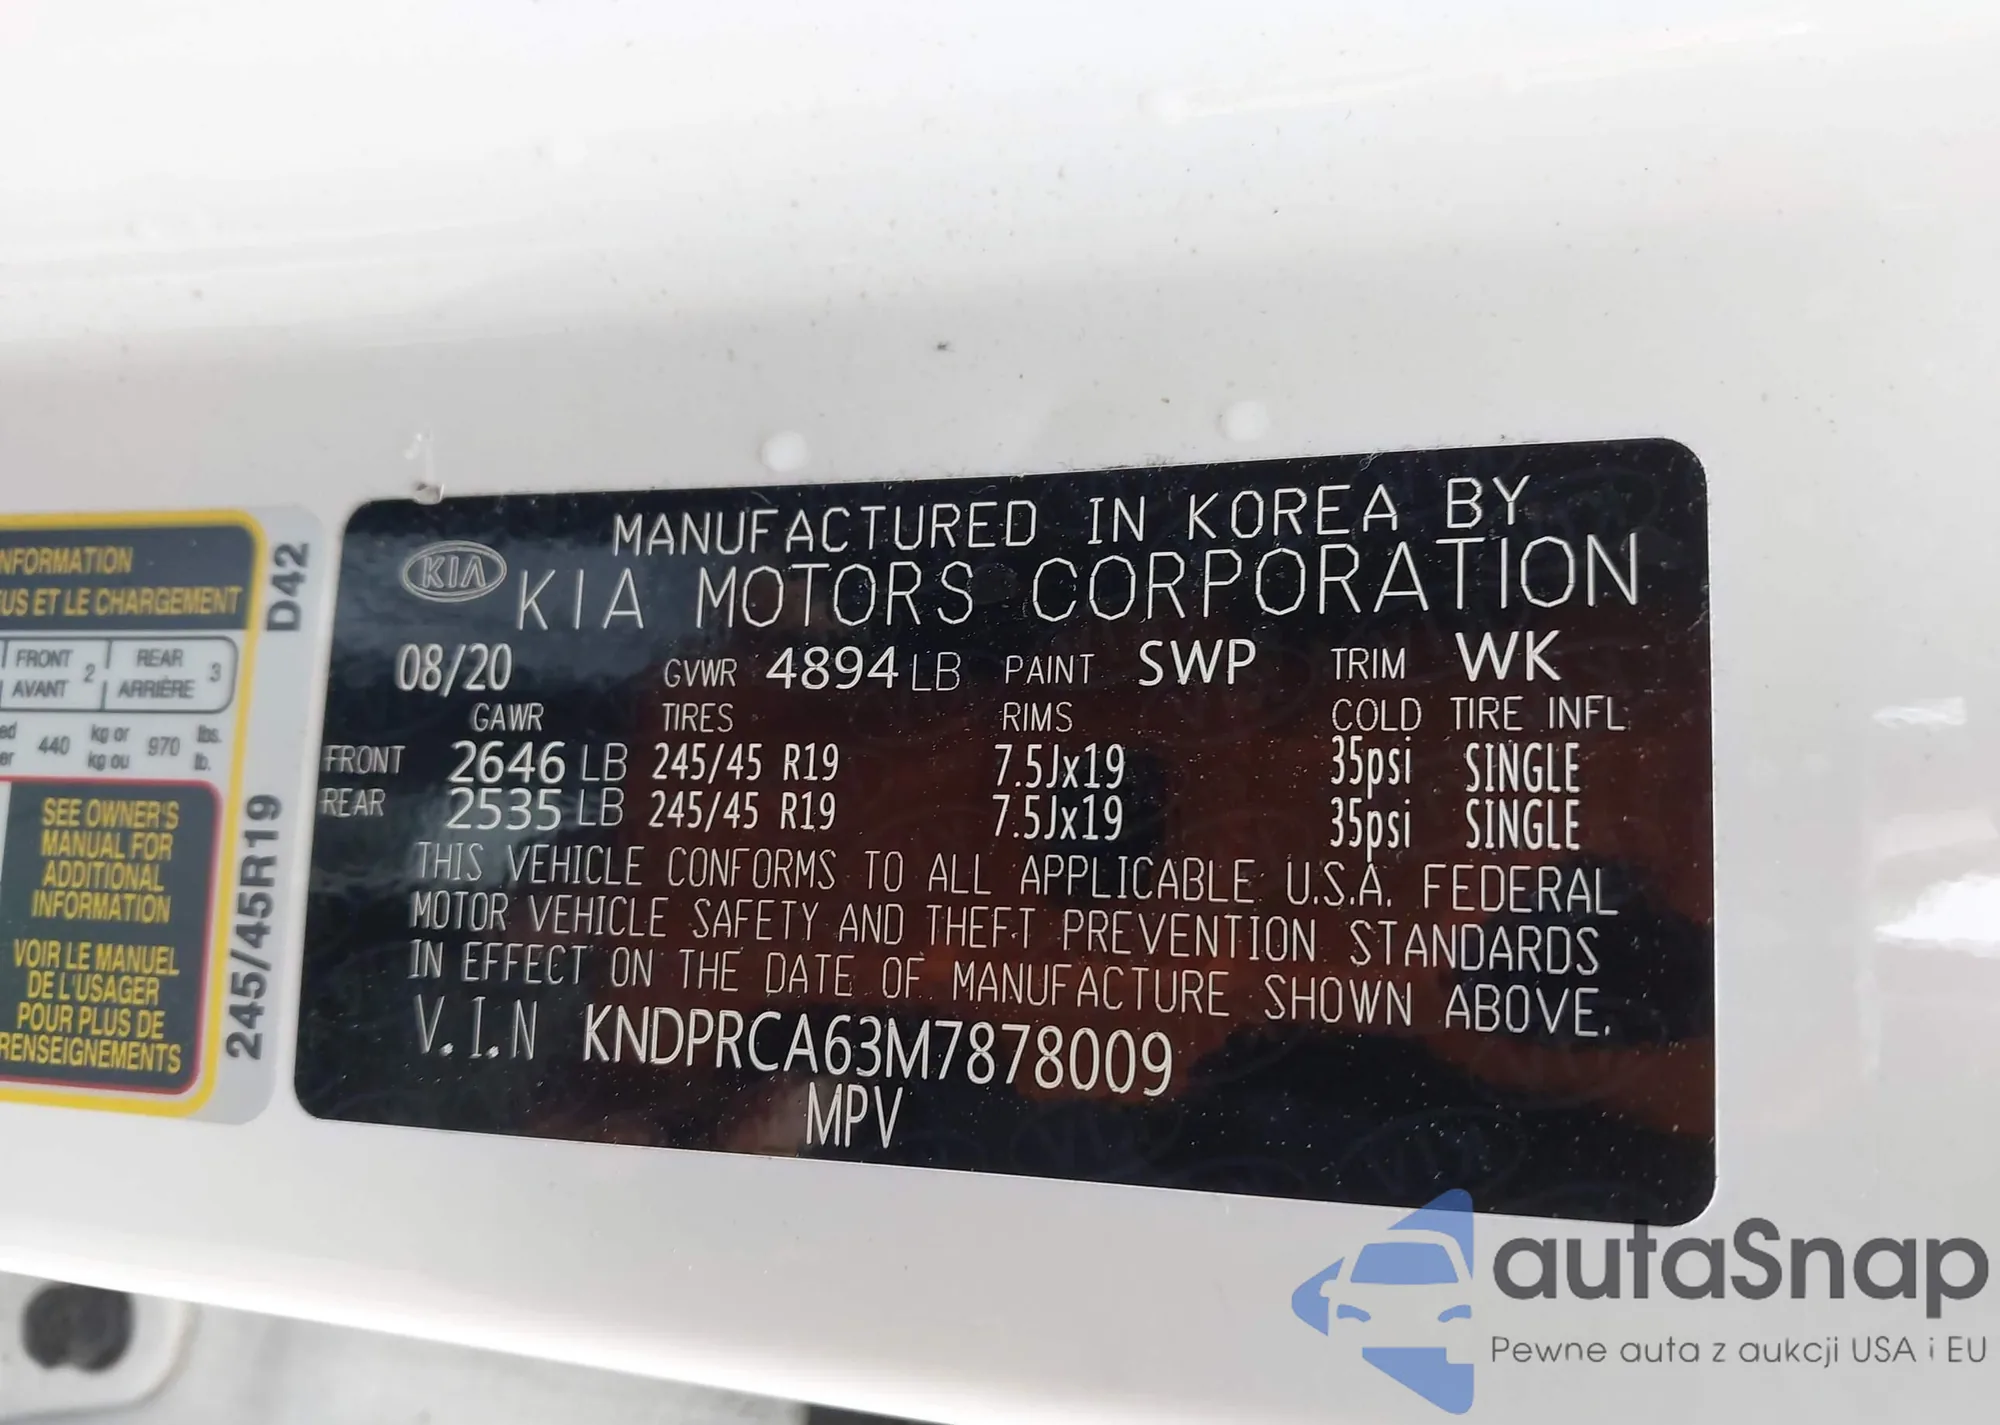 NFORMATION
US ET LE CHARGEMENT
FRONT 2 REAR 3
AVANT ARRIÈRE
440 kg or 970 lbs.
kg ou lb.
SEE OWNER'S
MANUAL FOR
ADDITIONAL
INFORMATION
VOIR LE MANUEL
DE L'USAGER
POUR PLUS DE
RENSEIGNEMENTS
D42
245/45R19
MANUFACTURED IN KOREA BY
KIA KIA MOTORS CORPORATION
08/20 GVWR 4894 LB PAINT SWP TRIM WK
GAWR TIRES RIMS COLD TIRE INFL
FRONT 2646 LB 245/45 R19 7.5Jx19 35psi SINGLE
REAR 2535 LB 245/45 R19 7.5Jx19 35psi SINGLE
THIS VEHICLE CONFORMS TO ALL APPLICABLE U.S.A. FEDERAL
MOTOR VEHICLE SAFETY AND THEFT PREVENTION STANDARDS
IN EFFECT ON THE DATE OF MANUFACTURE SHOWN ABOVE.
V.I.N KNDPRCA63M7878009
MPV
autaSnap
Pewne auta z aukcji USA i EU